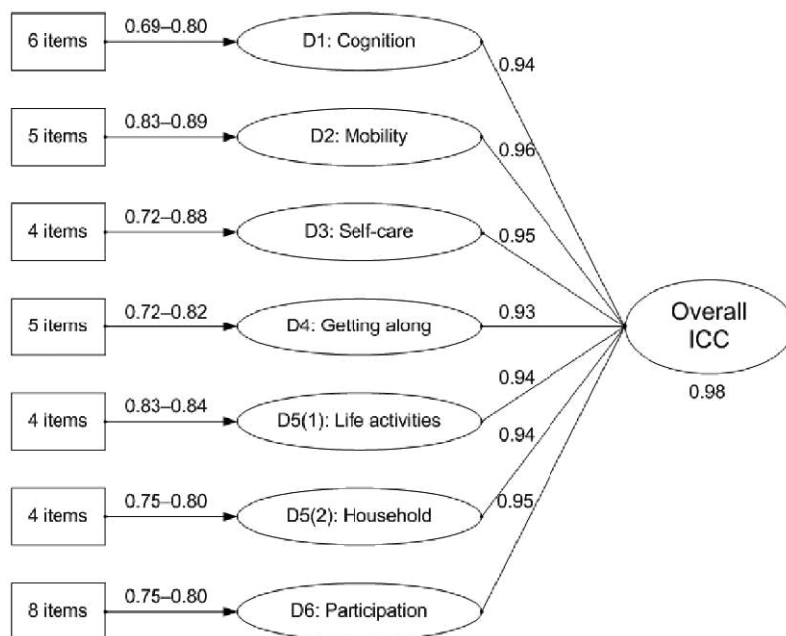 6 items
0.69–0.80
D1: Cognition
0.94
5 items
0.83–0.89
D2: Mobility
0.96
4 items
0.72–0.88
D3: Self-care
0.95
5 items
0.72–0.82
D4: Getting along
0.93
Overall
ICC
0.98
4 items
0.83–0.84
D5(1): Life activities
0.94
4 items
0.75–0.80
D5(2): Household
0.94
8 items
0.75–0.80
D6: Participation
0.95